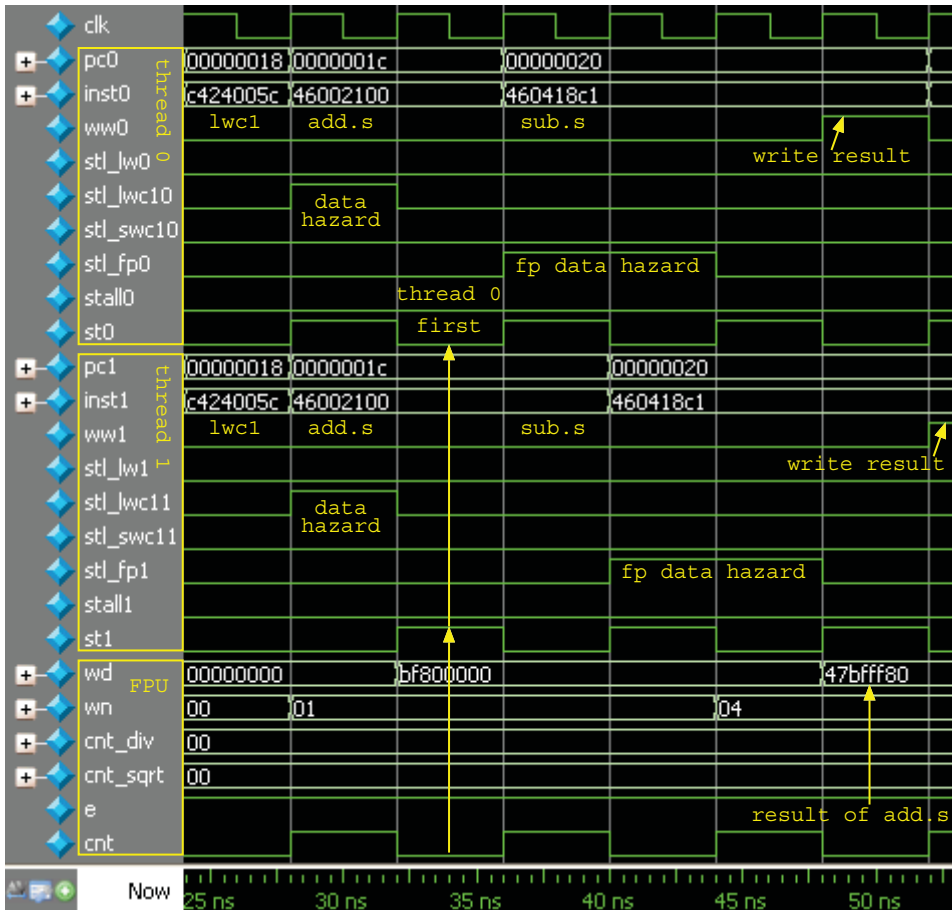 clk
pc0 00000018 0000001c 00000020
inst0 c424005c 46002100 460418c1
thread 0
ww0 lwc1 add.s sub.s
write result
stl_lw0
stl_lwc10 data
hazard
stl_swc10
stl_fp0 fp data hazard
stall0 thread 0
st0 first
pc1 00000018 0000001c 00000020
inst1 c424005c 46002100 460418c1
thread 1
ww1 lwc1 add.s sub.s
write result
stl_lw1
stl_lwc11 data
hazard
stl_swc11
stl_fp1 fp data hazard
stall1
st1
wd 00000000 bf800000 47bfff80
FPU
wn 00 01 04
cnt_div 00
cnt_sqrt 00
e
result of add.s
cnt
Now 25 ns 30 ns 35 ns 40 ns 45 ns 50 ns